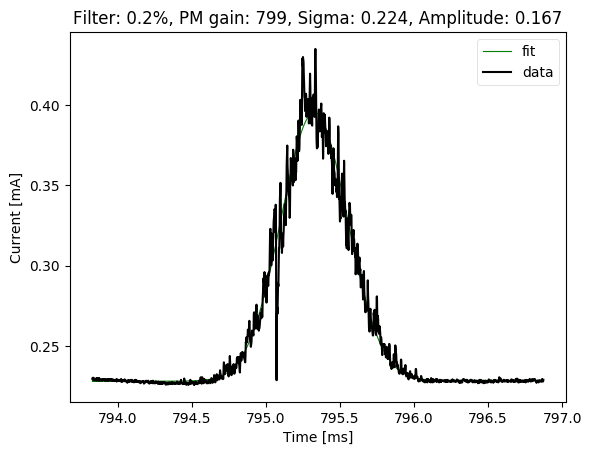 Filter: 0.2%, PM gain: 799, Sigma: 0.224, Amplitude: 0.167
fit
data
0.40
0.35
0.30
0.25
Current [mA]
794.0 794.5 795.0 795.5 796.0 796.5 797.0
Time [ms]